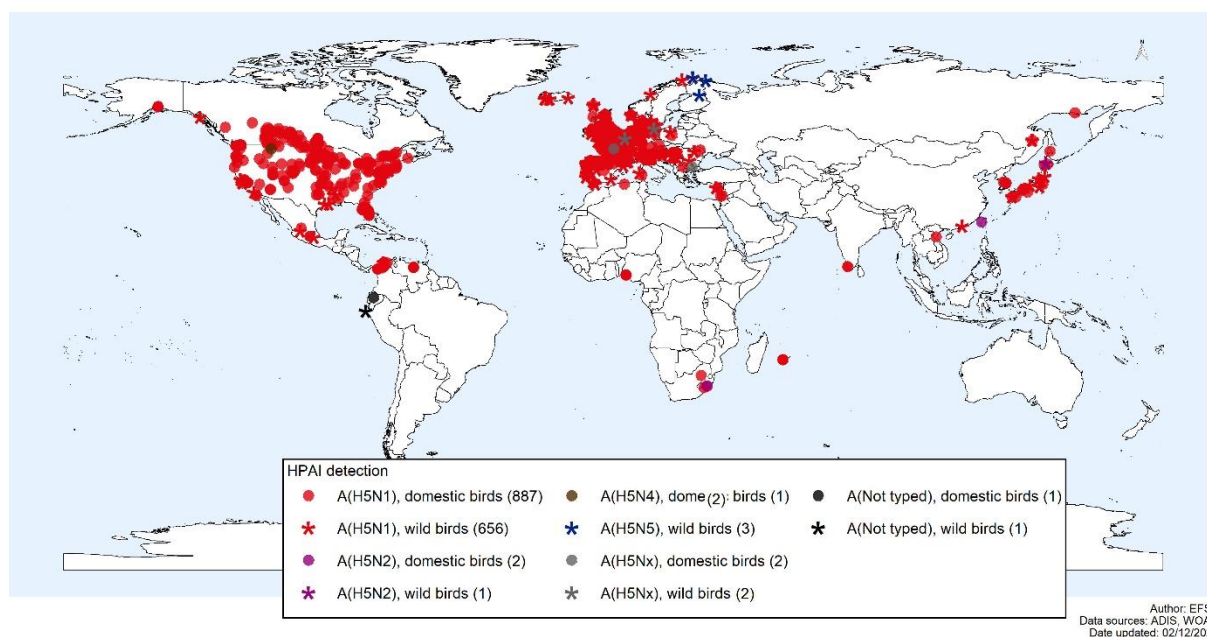 N
HPAI detection
A(H5N1), domestic birds (887)
A(H5N1), wild birds (656)
A(H5N2), domestic birds (2)
A(H5N2), wild birds (1)
A(H5N4), dome(2): birds (1)
A(H5N5), wild birds (3)
A(H5Nx), domestic birds (2)
A(H5Nx), wild birds (2)
A(Not typed), domestic birds (1)
A(Not typed), wild birds (1)
Author: EFS
Data sources: ADIS, WOA
Date updated: 02/12/20